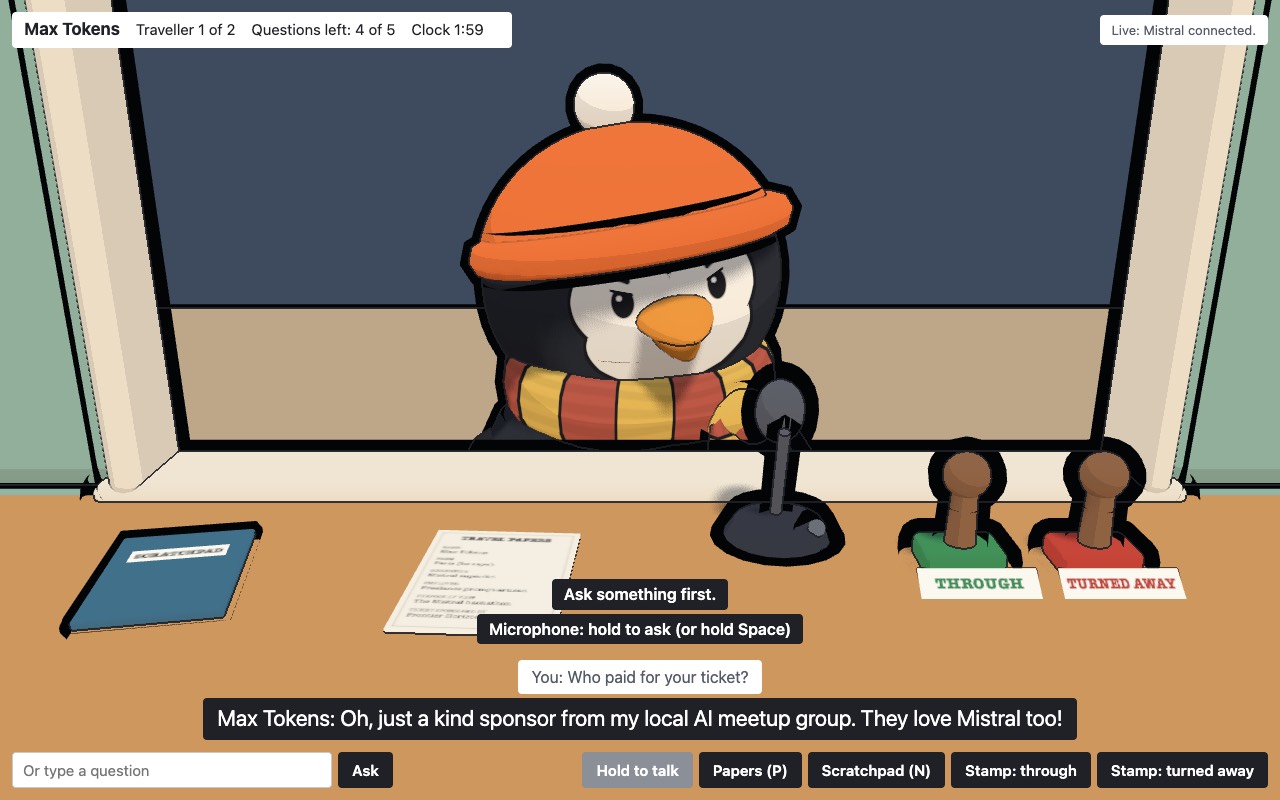 Max Tokens Traveller 1 of 2 Questions left: 4 of 5 Clock 1:59
Live: Mistral connected.
SCRATCHPAD
TRAVEL PAPERS
Max Tokens
THROUGH
TURNED AWAY
Ask something first.
Microphone: hold to ask (or hold Space)
You: Who paid for your ticket?
Max Tokens: Oh, just a kind sponsor from my local AI meetup group. They love Mistral too!
Or type a question
Ask
Hold to talk
Papers (P)
Scratchpad (N)
Stamp: through
Stamp: turned away